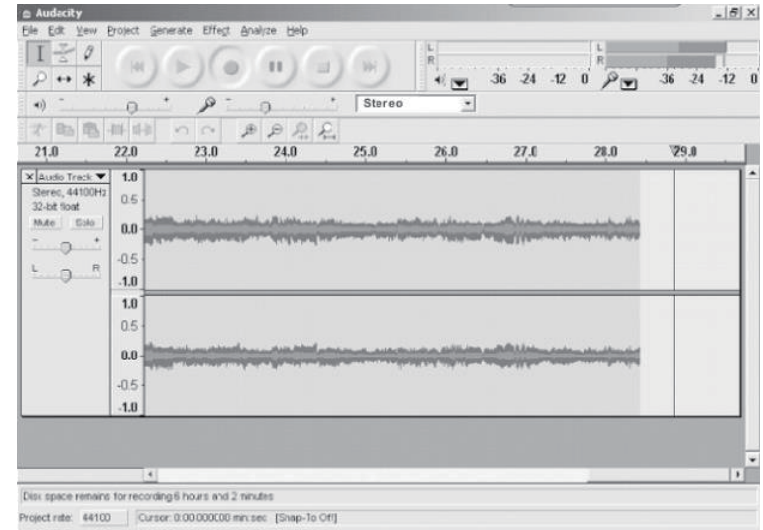 Audacity
File Edit View Project Generate Effect Analyze Help
L
R
-36 -24 -12 0
L
R
-36 -24 -12 0
- +
- +
Stereo
21.0 22.0 23.0 24.0 25.0 26.0 27.0 28.0 29.0
X Audio Track
Stereo, 44100Hz
32-bit float
Mute Solo
- +
L R
1.0
0.5
0.0
-0.5
-1.0
1.0
0.5
0.0
-0.5
-1.0
Disk space remains for recording 6 hours and 2 minutes
Project rate: 44100 Cursor: 0:00.000000 min:sec [Snap-To Off]